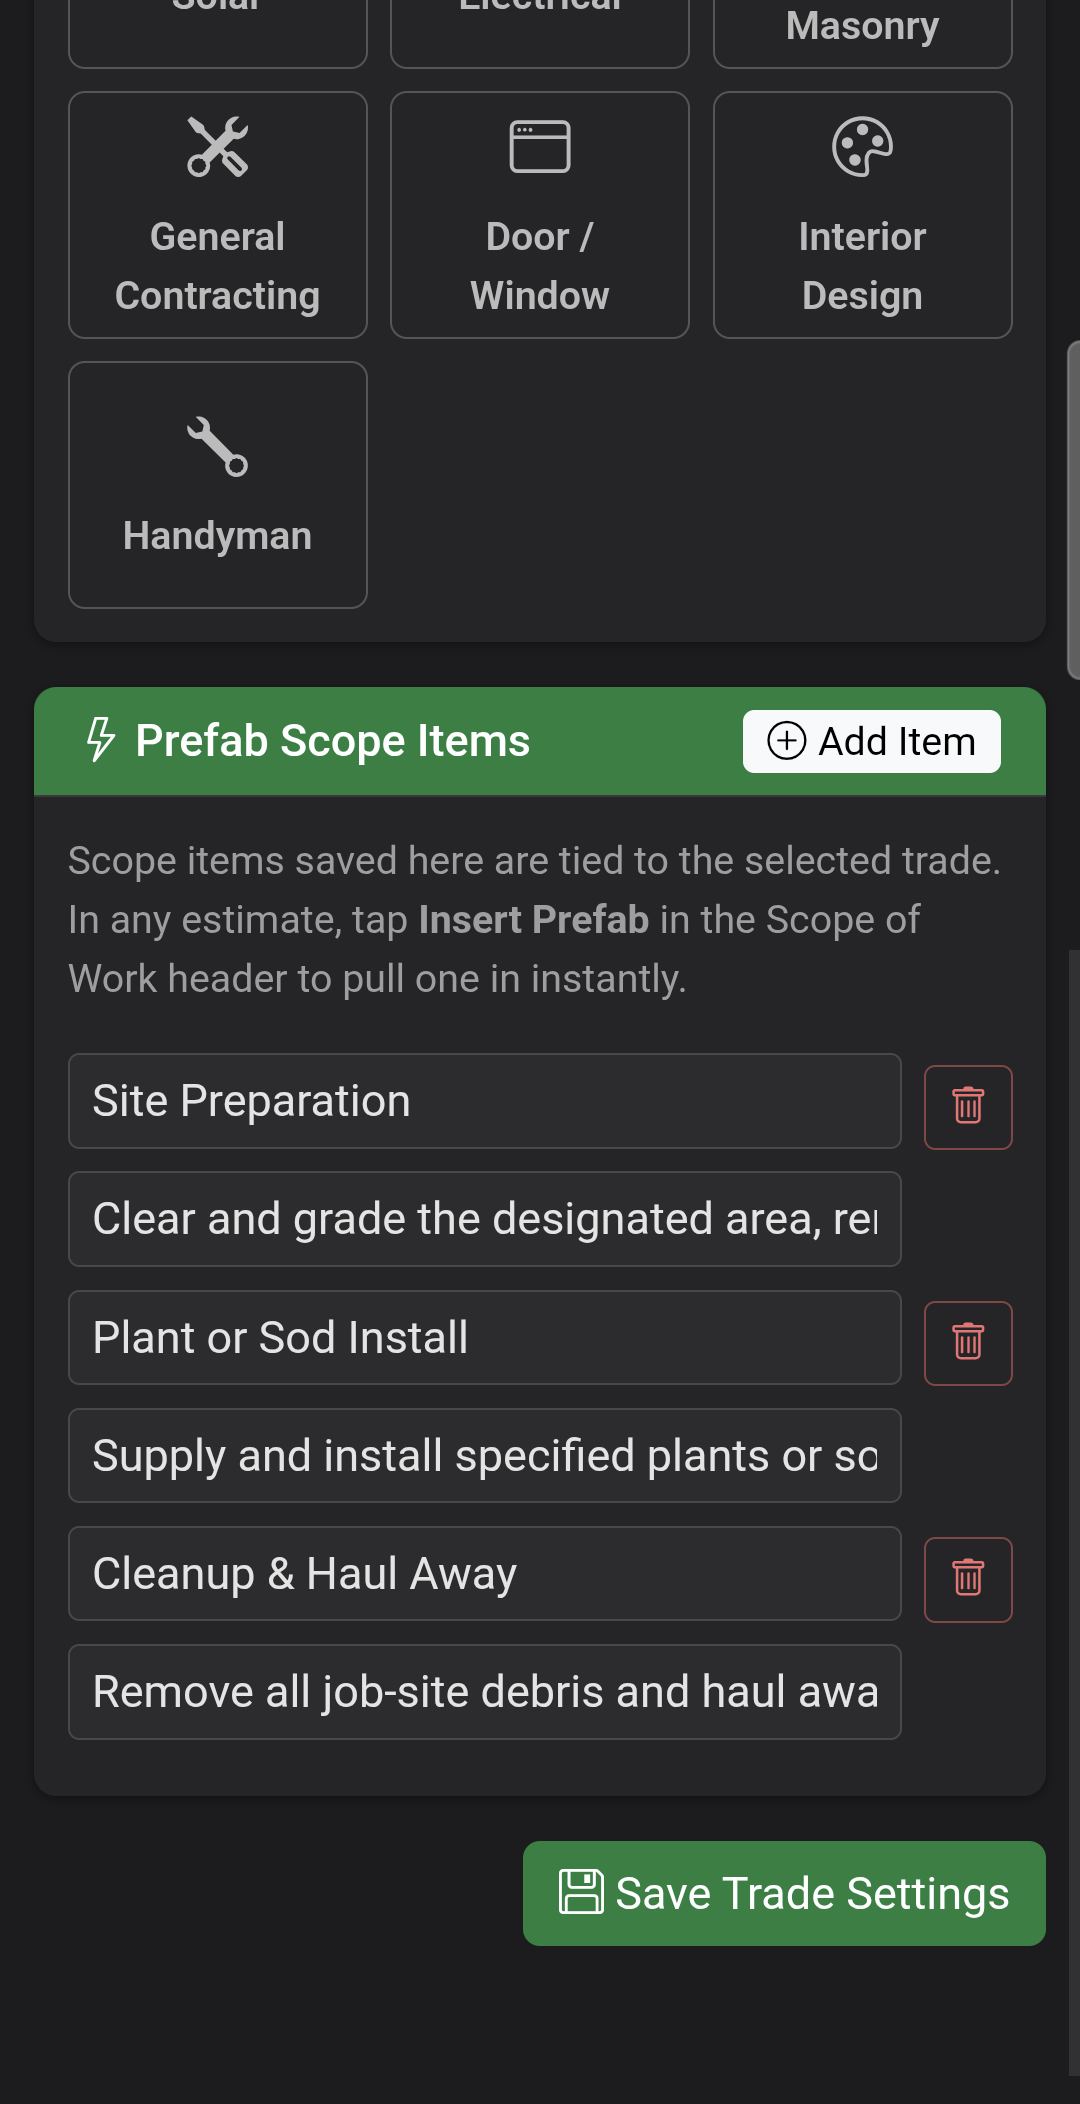 Solar
Electrical
Masonry
General
Contracting
Door /
Window
Interior
Design
Handyman
Prefab Scope Items
Add Item
Scope items saved here are tied to the selected trade.
In any estimate, tap Insert Prefab in the Scope of
Work header to pull one in instantly.
Site Preparation
Clear and grade the designated area,
Plant or Sod Install
Supply and install specified plants or
Cleanup & Haul Away
Remove all job-site debris and haul
Save Trade Settings